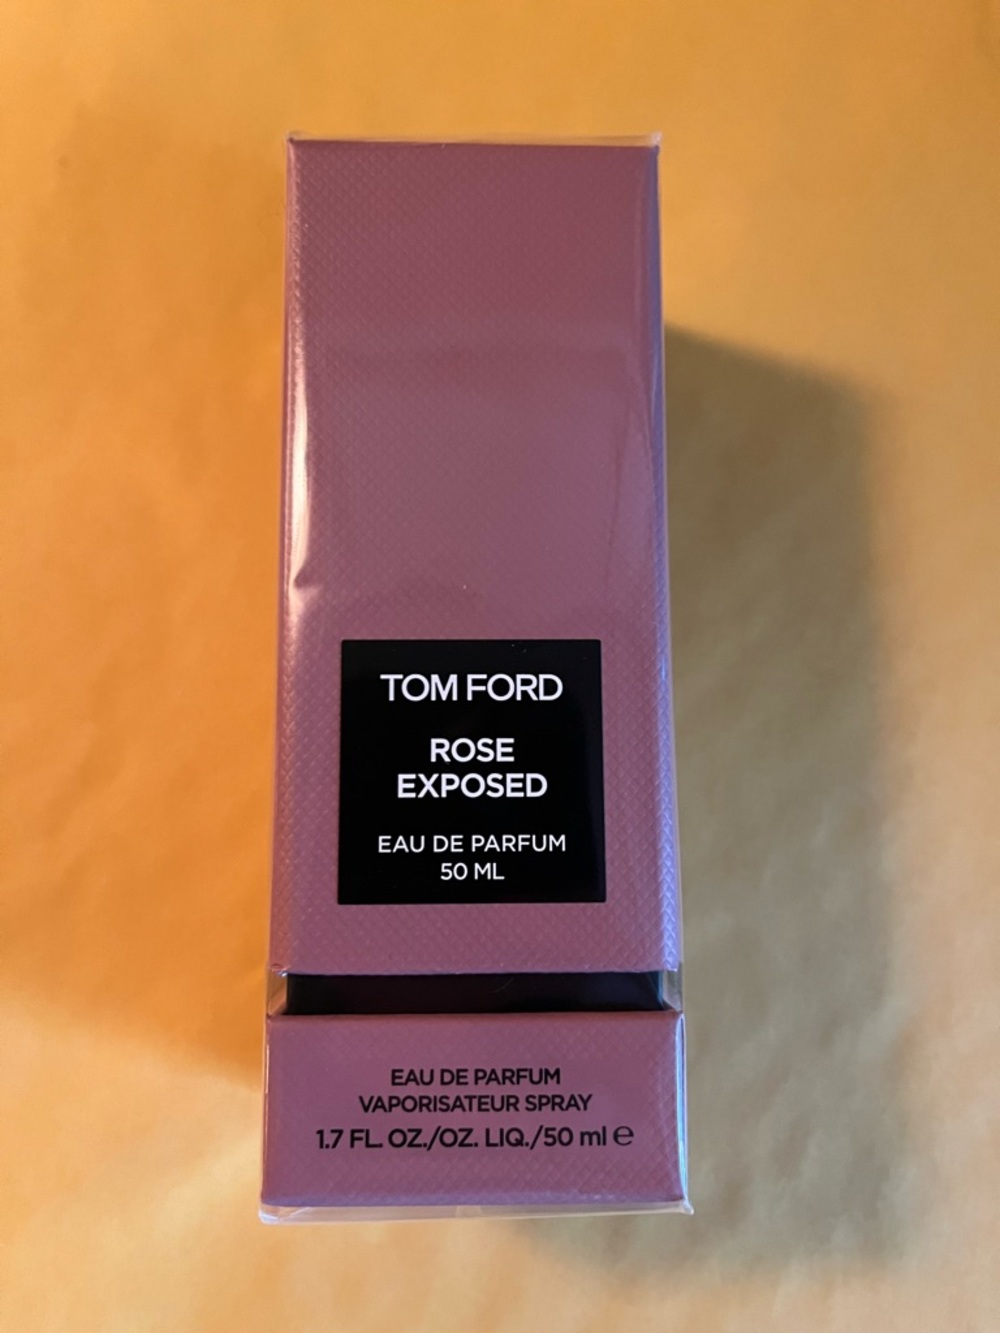 TOM FORD
ROSE
EXPOSED
EAU DE PARFUM
50 ML
EAU DE PARFUM
VAPORISATEUR SPRAY
1.7 FL. OZ./OZ. LIQ./50 ml ℮